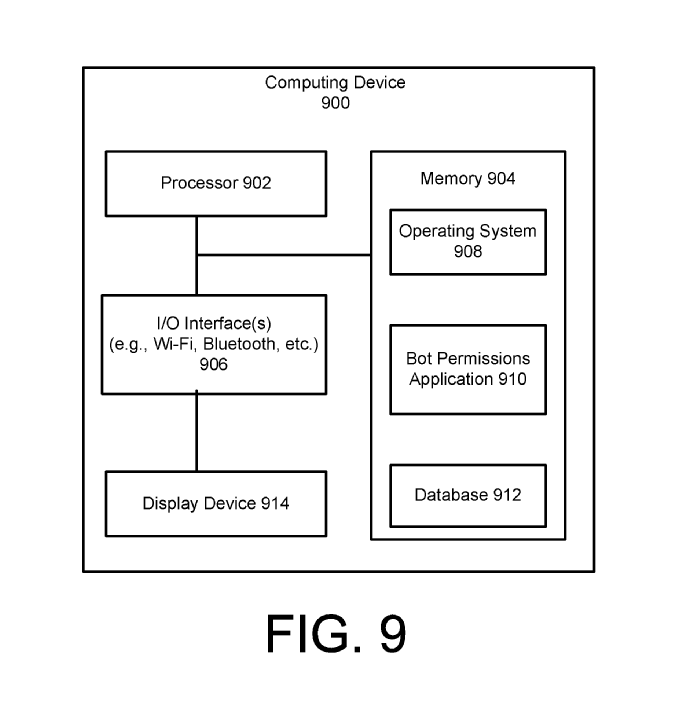 Computing Device
900
Processor 902
Memory 904
Operating System
908
I/O Interface(s)
(e.g., Wi-Fi, Bluetooth, etc.)
906
Bot Permissions
Application 910
Display Device 914
Database 912
FIG. 9